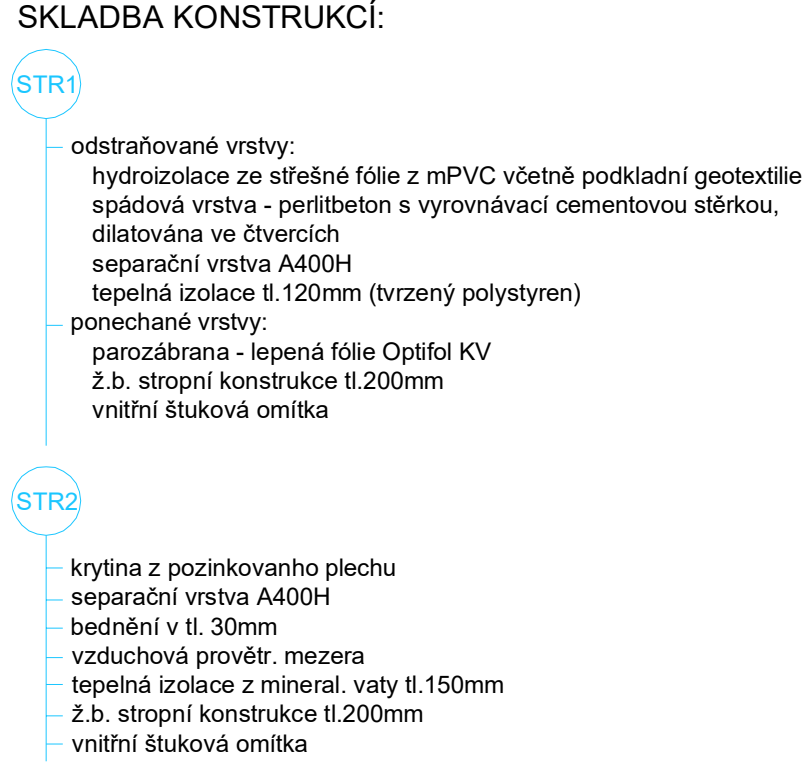 SKLADBA KONSTRUKCÍ:
STR1
odstraňované vrstvy:
hydroizolace ze střešné fólie z mPVC včetně podkladní geotextilie
spádová vrstva - perlitbeton s vyrovnávací cementovou stěrkou,
dilatována ve čtvercích
separační vrstva A400H
tepelná izolace tl.120mm (tvrzený polystyren)
ponechané vrstvy:
parozábrana - lepená fólie Optifol KV
ž.b. stropní konstrukce tl.200mm
vnitřní štuková omítka
STR2
krytina z pozinkovanho plechu
separační vrstva A400H
bednění v tl. 30mm
vzduchová provětr. mezera
tepelná izolace z mineral. vaty tl.150mm
ž.b. stropní konstrukce tl.200mm
vnitřní štuková omítka